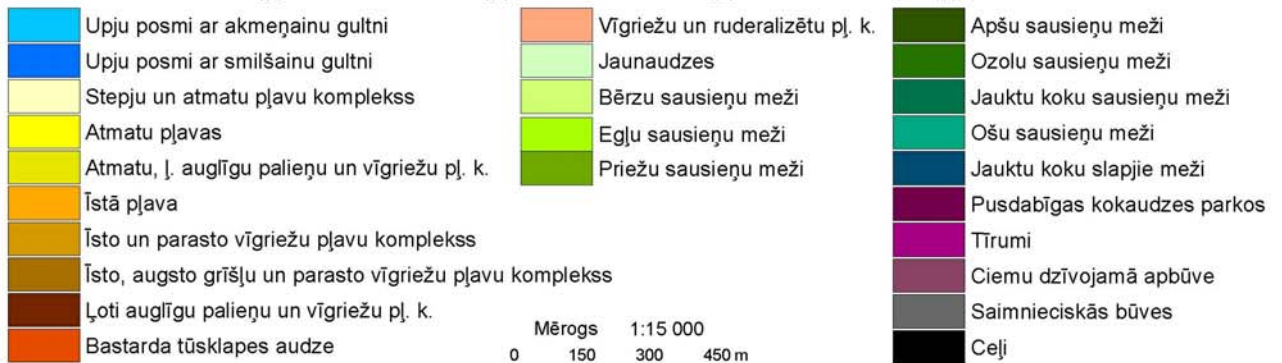 Upju posmi ar akmeņainu gultni
Upju posmi ar smilšainu gultni
Stepju un atmatu pļavu komplekss
Atmatu pļavas
Atmatu, ļ. auglīgu palieņu un vīgriežu pļ. k.
Īstā pļava
Īsto un parasto vīgriežu pļavu komplekss
Īsto, augsto grīšļu un parasto vīgriežu pļavu komplekss
Ļoti auglīgu palieņu un vīgriežu pļ. k.
Bastarda tūsklapes audze
Vīgriežu un ruderalizētu pļ. k.
Jaunaudzes
Bērzu sausieņu meži
Egļu sausieņu meži
Priežu sausieņu meži
Mērogs 1:15 000
0 150 300 450 m
Apšu sausieņu meži
Ozolu sausieņu meži
Jauktu koku sausieņu meži
Ošu sausieņu meži
Jauktu koku slapjie meži
Pusdabīgas kokaudzes parkos
Tīrumi
Ciemu dzīvojamā apbūve
Saimnieciskās būves
Ceļi